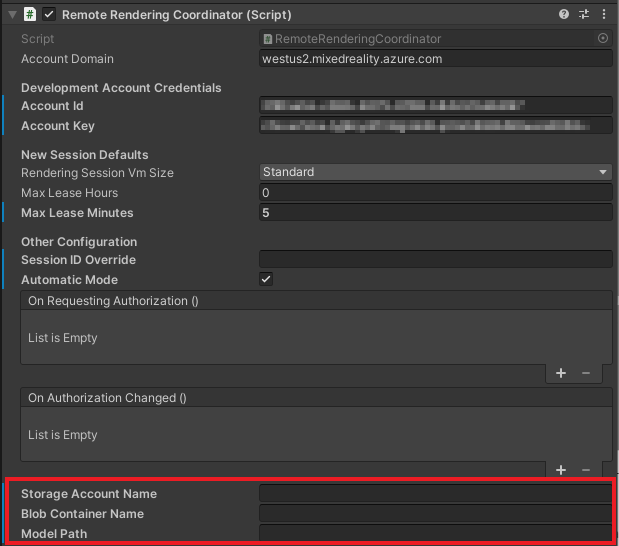 Remote Rendering Coordinator (Script)
Script RemoteRenderingCoordinator
Account Domain westus2.mixedreality.azure.com
Development Account Credentials
Account Id
Account Key
New Session Defaults
Rendering Session Vm Size Standard
Max Lease Hours 0
Max Lease Minutes 5
Other Configuration
Session ID Override
Automatic Mode
On Requesting Authorization ()
List is Empty
On Authorization Changed ()
List is Empty
Storage Account Name
Blob Container Name
Model Path